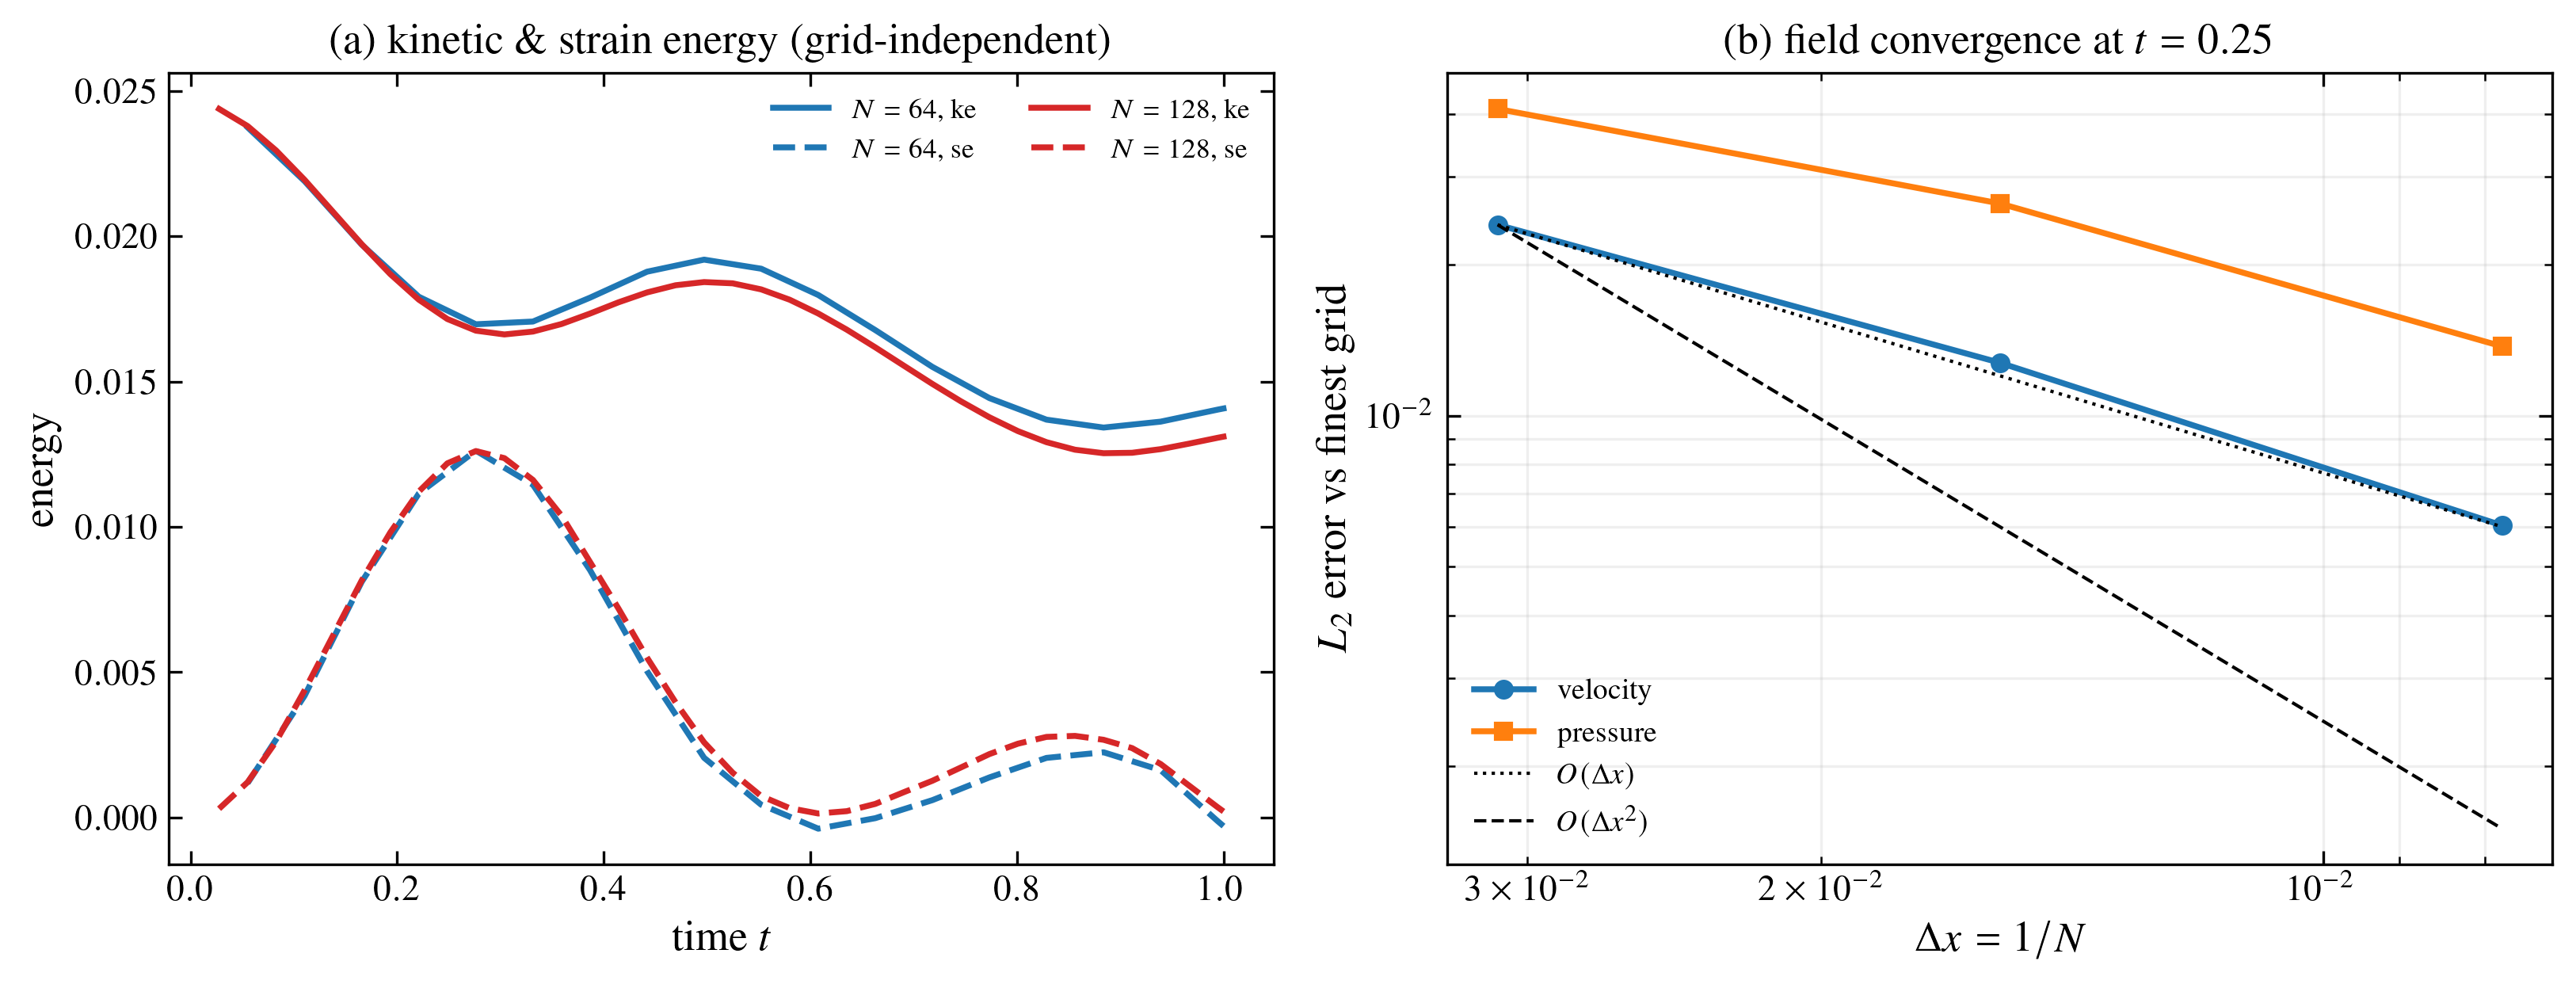 (a) kinetic & strain energy (grid-independent)
N = 64, ke
N = 64, se
N = 128, ke
N = 128, se
0.025
0.020
0.015
0.010
0.005
0.000
energy
0.0 0.2 0.4 0.6 0.8 1.0
time t
(b) field convergence at t = 0.25
L₂ error vs finest grid
10⁻²
velocity
pressure
O(Δx)
O(Δx²)
3 × 10⁻² 2 × 10⁻² 10⁻²
Δx = 1/N